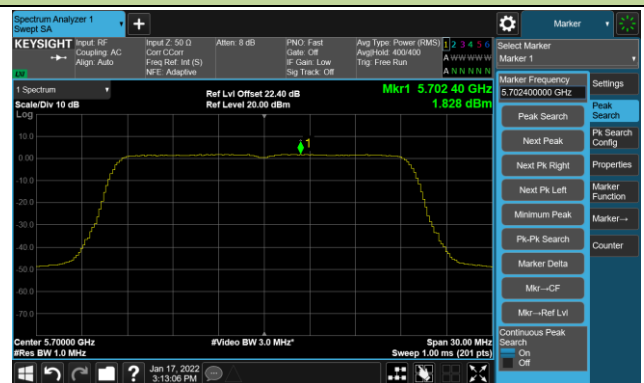 Spectrum Analyzer 1
Swept SA
Marker
KEYSIGHT
Input: RF
Coupling: AC
Align: Auto
Input Z: 50 Ω
Corr CCorr
Freq Ref: Int (S)
NFE: Adaptive
Atten: 8 dB
PNO: Fast
Gate: Off
IF Gain: Low
Sig Track: Off
Avg Type: Power (RMS)
Avg|Hold: 400/400
Trig: Free Run
1 2 3 4 5 6
A W W W W W
A N N N N N
Select Marker
Marker 1
1 Spectrum
Scale/Div 10 dB
Log
Ref Lvl Offset 22.40 dB
Ref Level 20.00 dBm
Mkr1 5.702 40 GHz
1.828 dBm
10.0
0.00
-10.0
-20.0
-30.0
-40.0
-50.0
-60.0
-70.0
1
Center 5.70000 GHz
#Res BW 1.0 MHz
#Video BW 3.0 MHz*
Span 30.00 MHz
Sweep 1.00 ms (201 pts)
Marker Frequency
5.702400000 GHz
Peak Search
Next Peak
Next Pk Right
Next Pk Left
Minimum Peak
Pk-Pk Search
Marker Delta
Mkr→CF
Mkr→Ref Lvl
Continuous Peak
Search
On
Off
Settings
Peak
Search
Pk Search
Config
Properties
Marker
Function
Marker→
Counter
?
Jan 17, 2022
3:13:06 PM